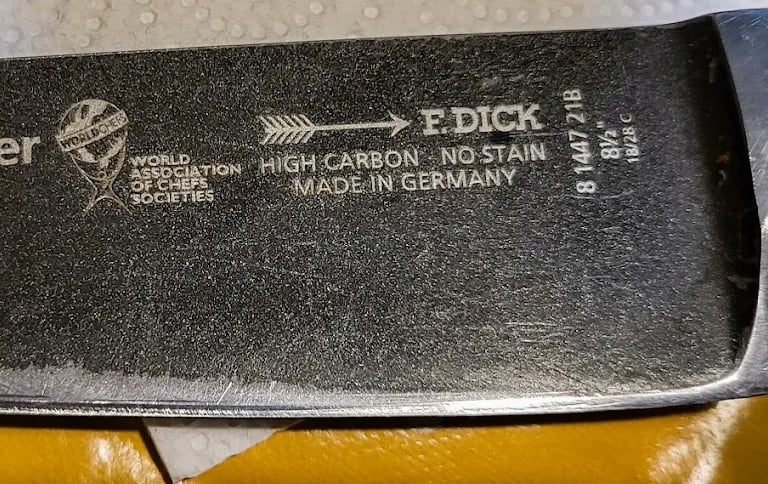 er
WORLDCHEFS
WORLD
ASSOCIATION
OF CHEFS
SOCIETIES
F. DICK
HIGH CARBON NO STAIN
MADE IN GERMANY
8 1447 21B
8½"
18/28 C